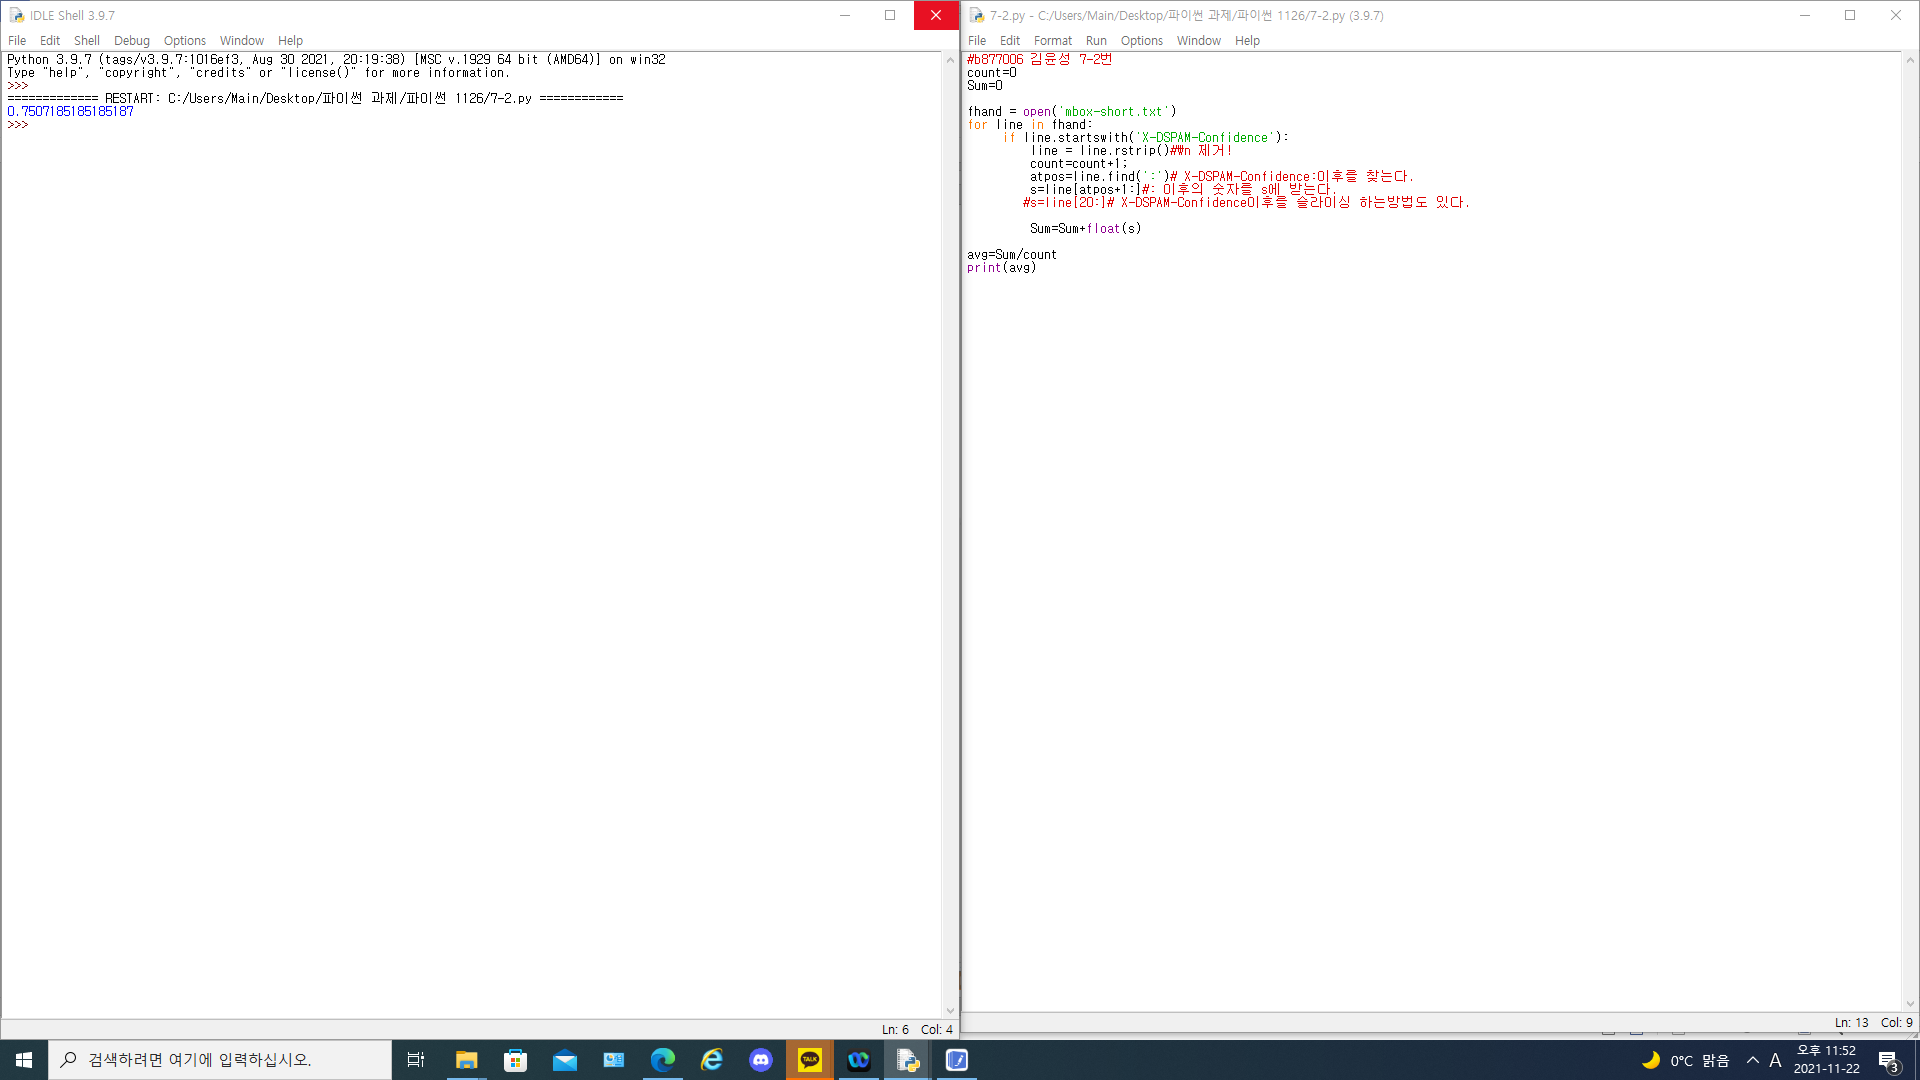 IDLE Shell 3.9.7
File Edit Shell Debug Options Window Help
Python 3.9.7 (tags/v3.9.7:1016ef3, Aug 30 2021, 20:19:38) [MSC v.1929 64 bit (AMD64)] on win32
Type "help", "copyright", "credits" or "license()" for more information.
>>>
============= RESTART: C:/Users/Main/Desktop/파이썬 과제/파이썬 1126/7-2.py ============
0.7507185185185187
>>>
Ln: 6 Col: 4
7-2.py - C:/Users/Main/Desktop/파이썬 과제/파이썬 1126/7-2.py (3.9.7)
File Edit Format Run Options Window Help
#b877006 김윤성 7-2번
count=0
Sum=0
fhand = open('mbox-short.txt')
for line in fhand:
if line.startswith('X-DSPAM-Confidence'):
line = line.rstrip()#₩n 제거!
count=count+1;
atpos=line.find(':')# X-DSPAM-Confidence:이후를 찾는다.
s=line[atpos+1:]#: 이후의 숫자를 s에 받는다.
#s=line[20:]# X-DSPAM-Confidence이후를 슬라이싱 하는방법도 있다.
Sum=Sum+float(s)
avg=Sum/count
print(avg)
Ln: 13 Col: 9
검색하려면 여기에 입력하십시오.
TALK
0°C 맑음
A
오후 11:52
2021-11-22
3